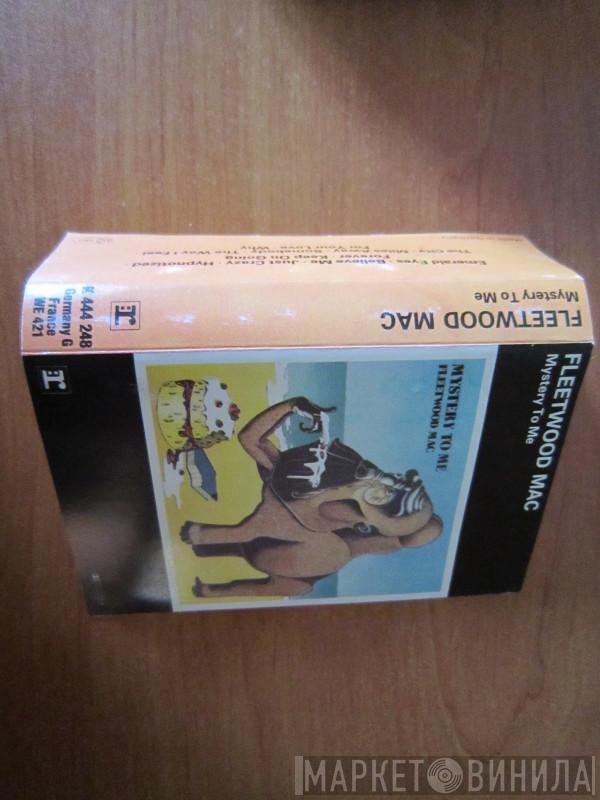 Emerald Eyes · Believe Me · Just Crazy · Hypnotized ·
Forever · Keep On Going
The City · Miles Away · Somebody · The Way I Feel
For Your Love · Why
FLEETWOOD MAC
Mystery To Me
K 444 248
Germany G
France
WE 421
FLEETWOOD MAC
Mystery To Me
MYSTERY TO ME
FLEETWOOD MAC
МАРКЕТ ВИНИЛА